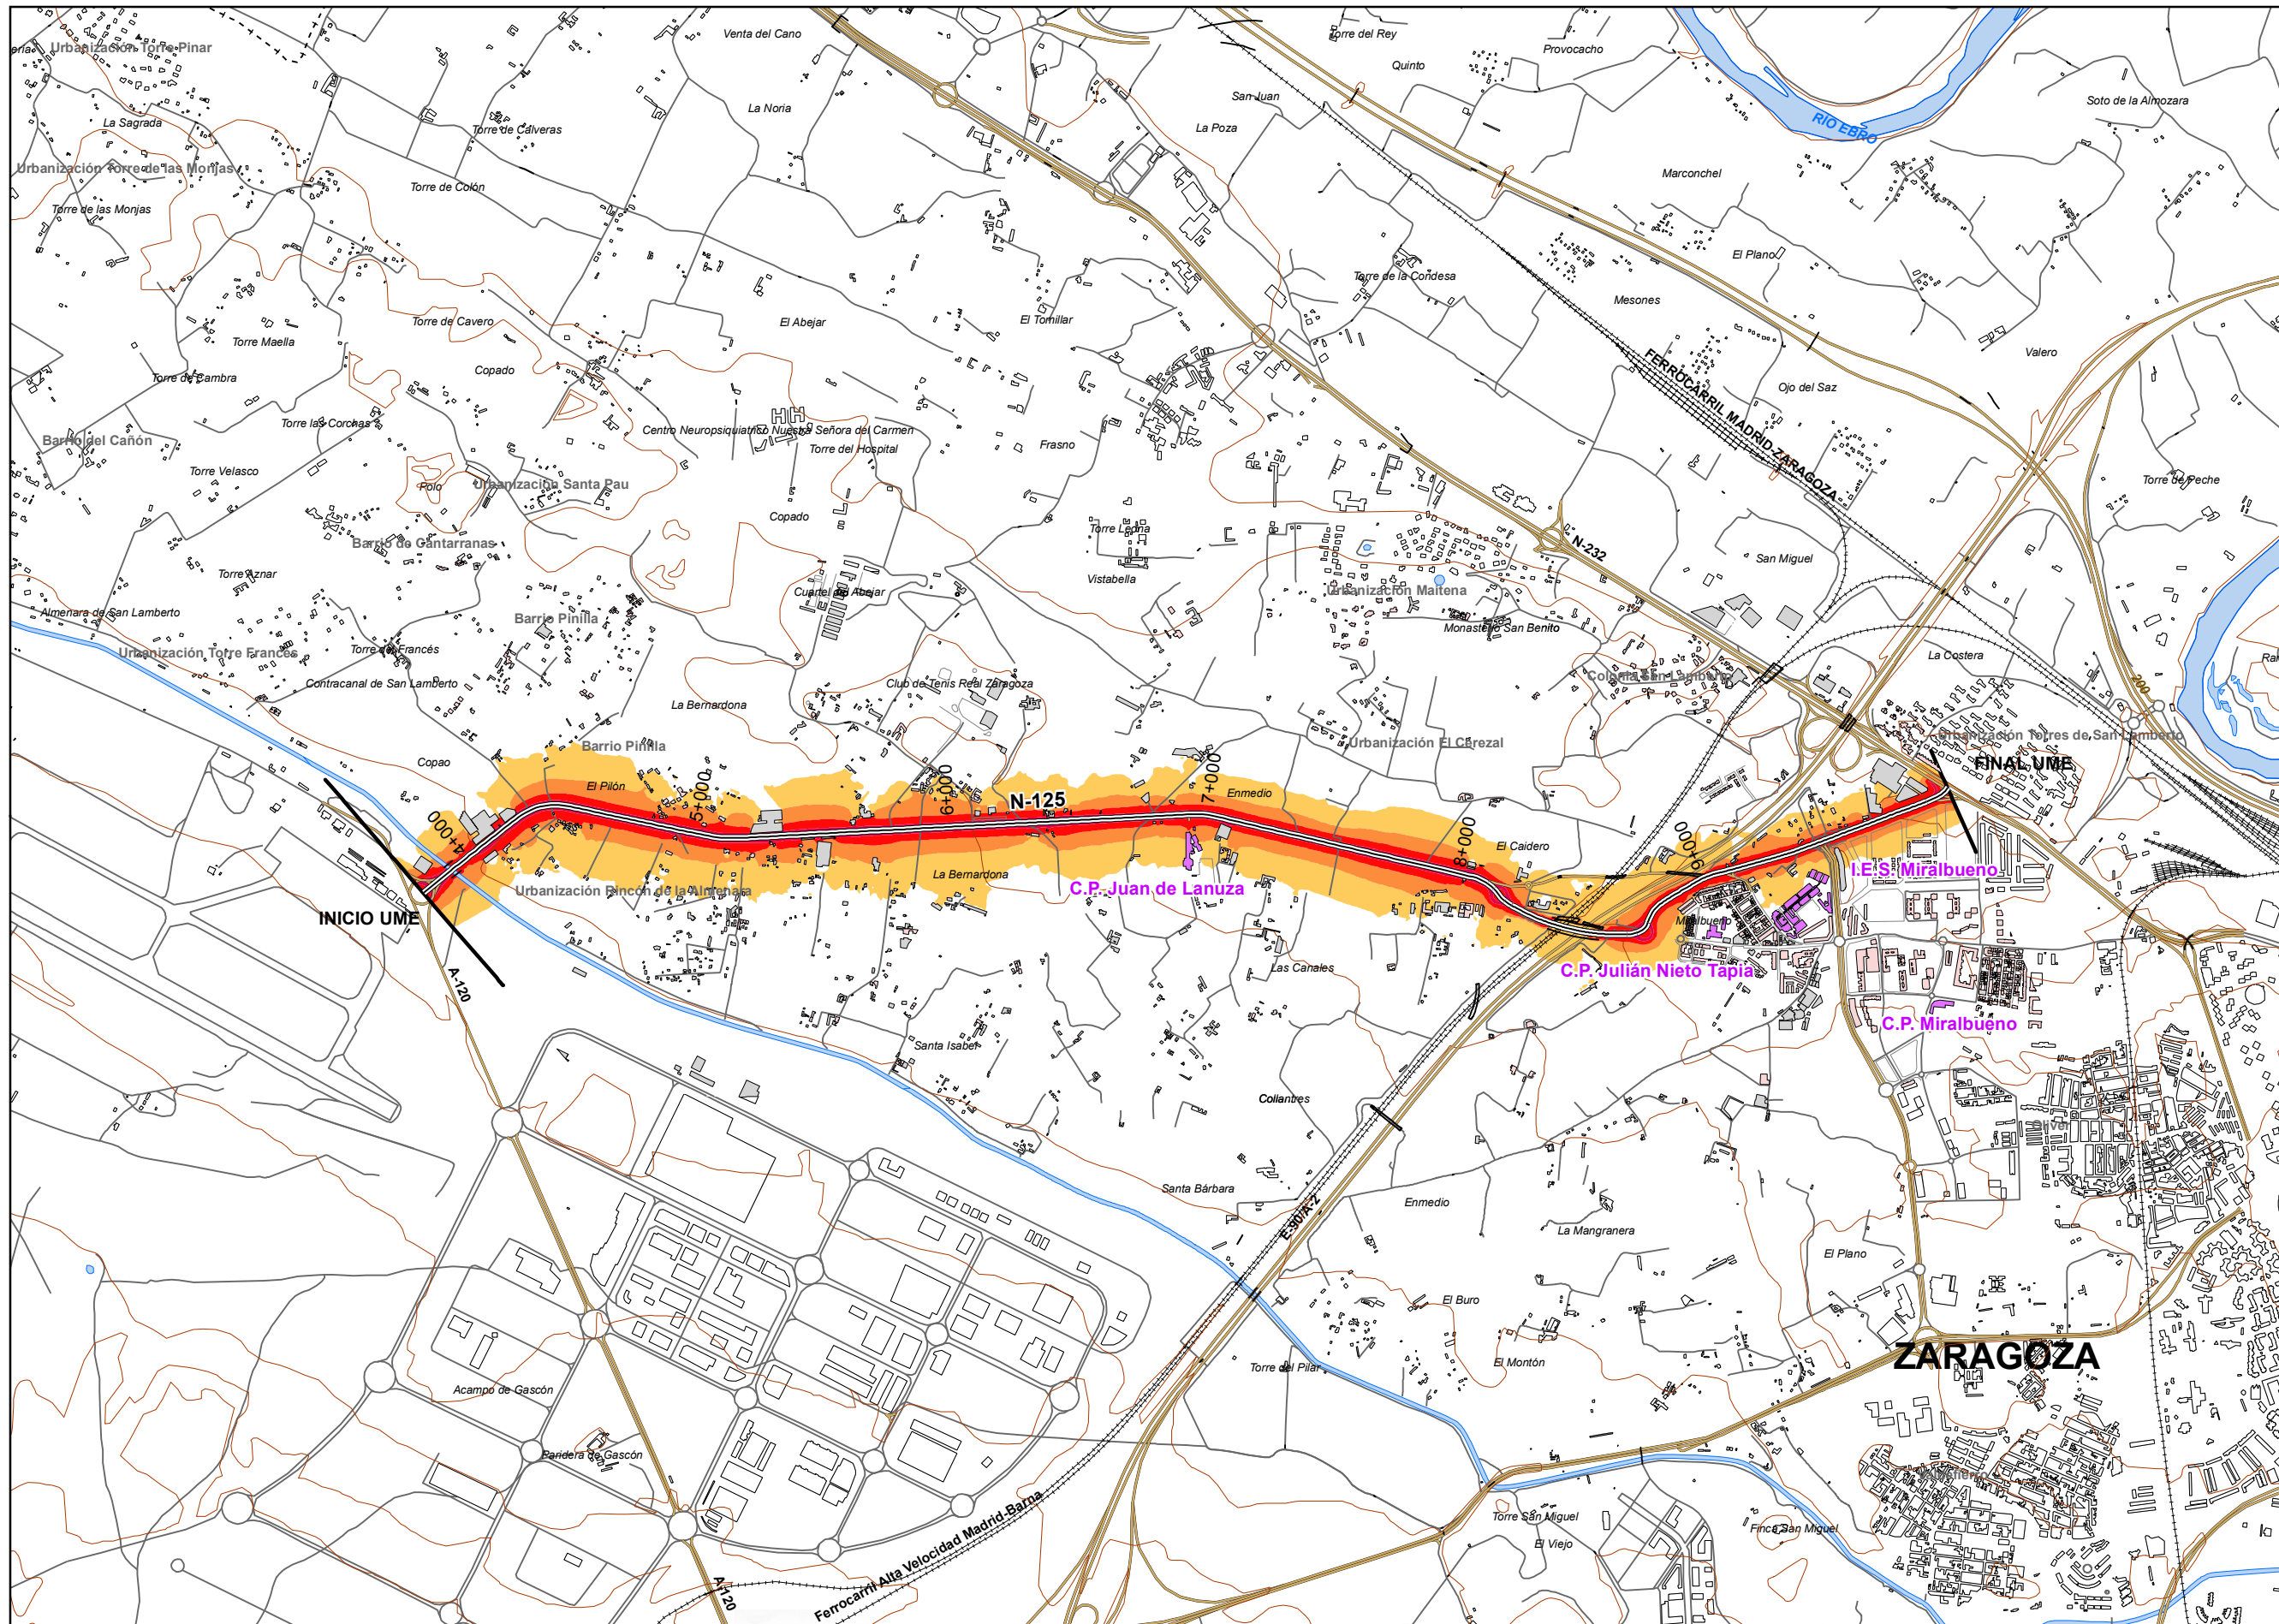 Venta del Cano
Torre del Rey
Provocacho
Urbanización Torre Pinar
Quinto
San Juan
Soto de la Almozara
La Noria
La Sagrada
Torre de Calveras
La Poza
RÍO EBRO
Urbanización Torre de las Monjas
Torre de Colón
Marconchel
Torre de las Monjas
El Plano
Torre de la Condesa
Mesones
Torre de Cavero
El Abejar
El Tomillar
Torre Maella
Valero
Copado
Torre de Cambra
FERROCARRIL MADRID-ZARAGOZA
Ojo del Saz
Torre las Corchas
Centro Neuropsiquiatrico Nuestra Señora del Carmen
Barrio del Cañón
Torre del Hospital
Frasno
Torre Velasco
Polo
Urbanización Santa Pau
Torre de Peche
Copado
Torre Ledna
Barrio de Cantarranas
N-232
San Miguel
Torre Aznar
Vistabella
Cuartel del Abejar
Urbanización Maitena
Almenara de San Lamberto
Barrio Pinilla
Monasterio San Benito
Urbanización Torre Francés
Torre del Francés
La Costera
Contracanal de San Lamberto
Club de Tenis Real Zaragoza
Colonia San Lamberto
200
La Bernardona
Barrio Pinilla
Urbanización El Cerezal
Urbanización Torres de San Lamberto
Copao
FINAL UME
El Pilón
5+000
6+000
N-125
7+000
Enmedio
4+000
8+000
El Caidero
9+000
La Bernardona
Urbanización Rincón de la Almenara
C.P. Juan de Lanuza
I.E.S. Miralbueno
INICIO UME
Miralbueno
A-120
Las Canales
C.P. Julián Nieto Tapia
C.P. Miralbueno
Santa Isabel
Collantres
Oliver
Santa Bárbara
E-90/A-2
Enmedio
La Mangranera
El Plano
El Buro
ZARAGOZA
El Montón
Torre del Pilar
Acampo de Gascón
Paridera de Gascón
Valdefierro
Ferrocarril Alta Velocidad Madrid-Barna
Torre San Miguel
Finca San Miguel
El Viejo
A-120